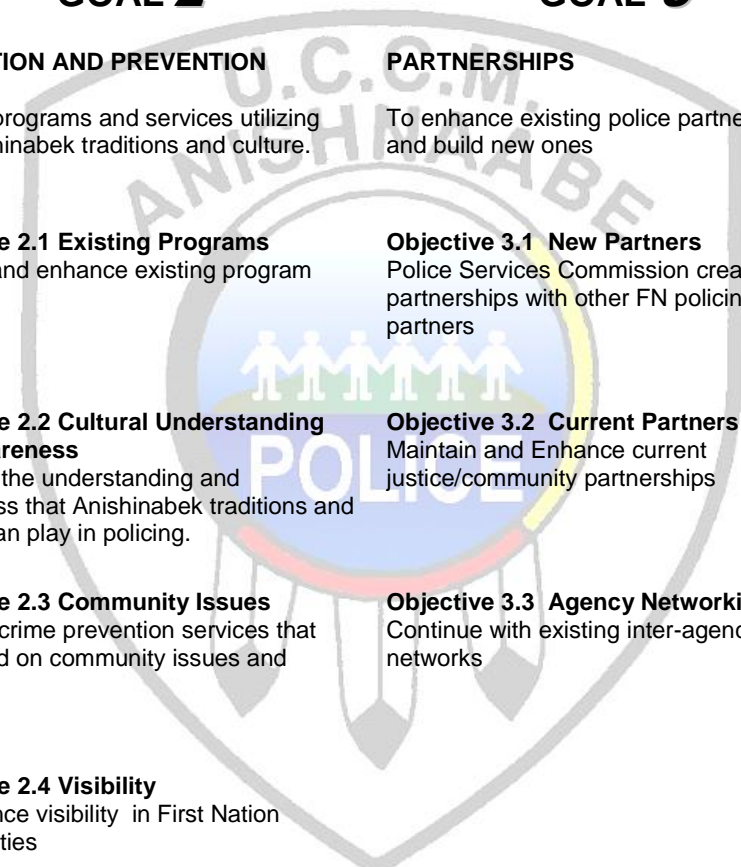 GOAL 2
TION AND PREVENTION
programs and services utilizing
hinabek traditions and culture.
e 2.1 Existing Programs
and enhance existing program
e 2.2 Cultural Understanding
areness
the understanding and
ss that Anishinabek traditions and
an play in policing.
e 2.3 Community Issues
crime prevention services that
d on community issues and
e 2.4 Visibility
nce visibility in First Nation
ties
GOAL 3
PARTNERSHIPS
To enhance existing police partne
and build new ones
Objective 3.1 New Partners
Police Services Commission crea
partnerships with other FN policin
partners
Objective 3.2 Current Partners
Maintain and Enhance current
justice/community partnerships
Objective 3.3 Agency Networki
Continue with existing inter-agenc
networks
U.C.C.M.
ANISHNAABE
POLICE